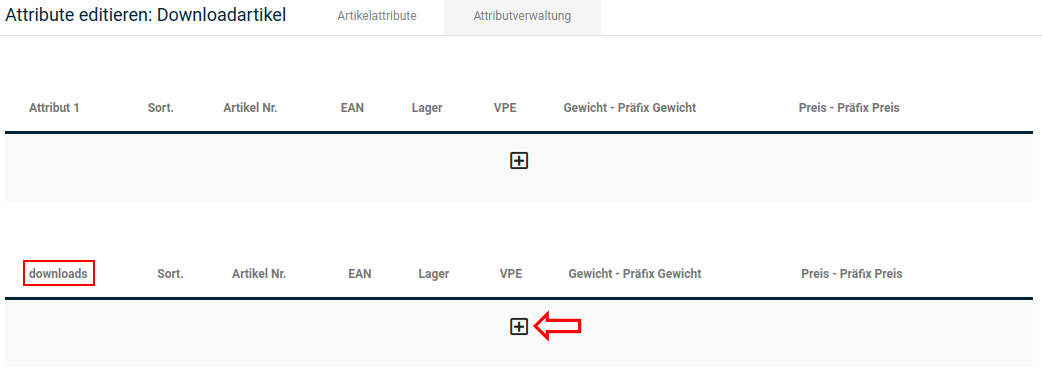 Attribute editieren: Downloadartikel Artikelattribute Attributverwaltung
Attribut 1 Sort. Artikel Nr. EAN Lager VPE Gewicht - Präfix Gewicht Preis - Präfix Preis
downloads Sort. Artikel Nr. EAN Lager VPE Gewicht - Präfix Gewicht Preis - Präfix Preis